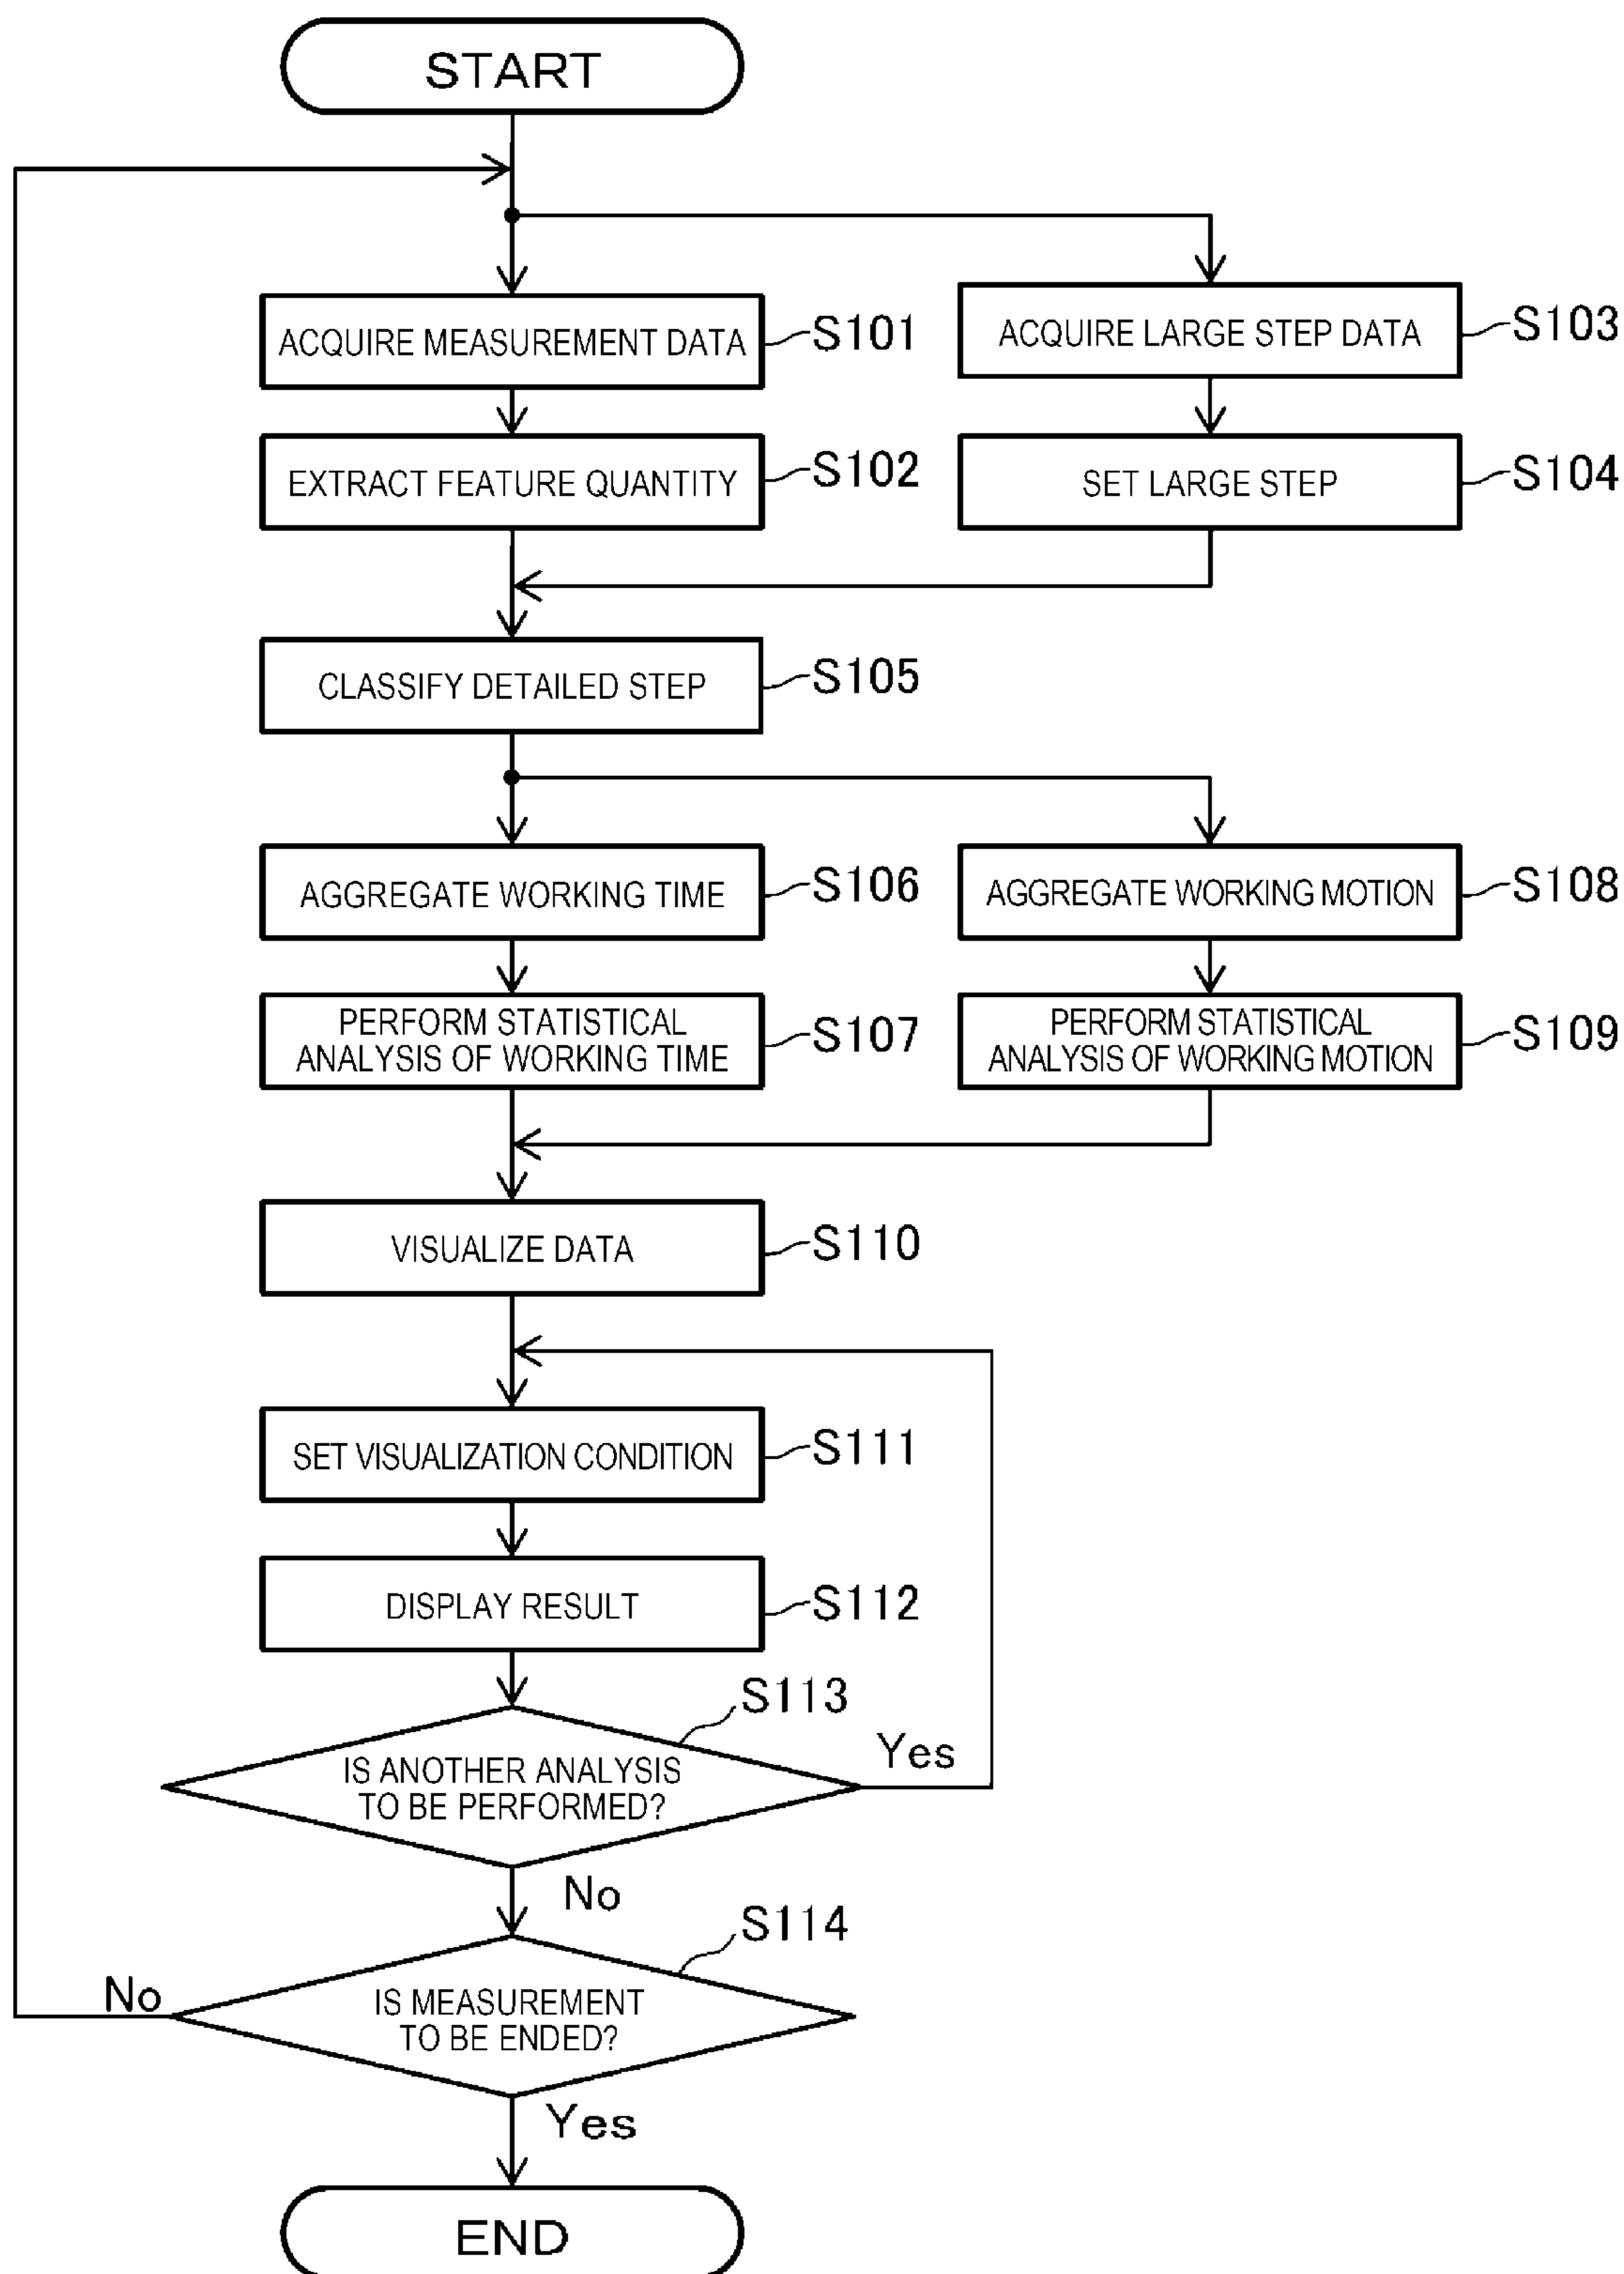 START
ACQUIRE MEASUREMENT DATA
S101
ACQUIRE LARGE STEP DATA
S103
EXTRACT FEATURE QUANTITY
S102
SET LARGE STEP
S104
CLASSIFY DETAILED STEP
S105
AGGREGATE WORKING TIME
S106
AGGREGATE WORKING MOTION
S108
PERFORM STATISTICAL
ANALYSIS OF WORKING TIME
S107
PERFORM STATISTICAL
ANALYSIS OF WORKING MOTION
S109
VISUALIZE DATA
S110
SET VISUALIZATION CONDITION
S111
DISPLAY RESULT
S112
S113
IS ANOTHER ANALYSIS
TO BE PERFORMED?
Yes
No
S114
IS MEASUREMENT
TO BE ENDED?
No
Yes
END